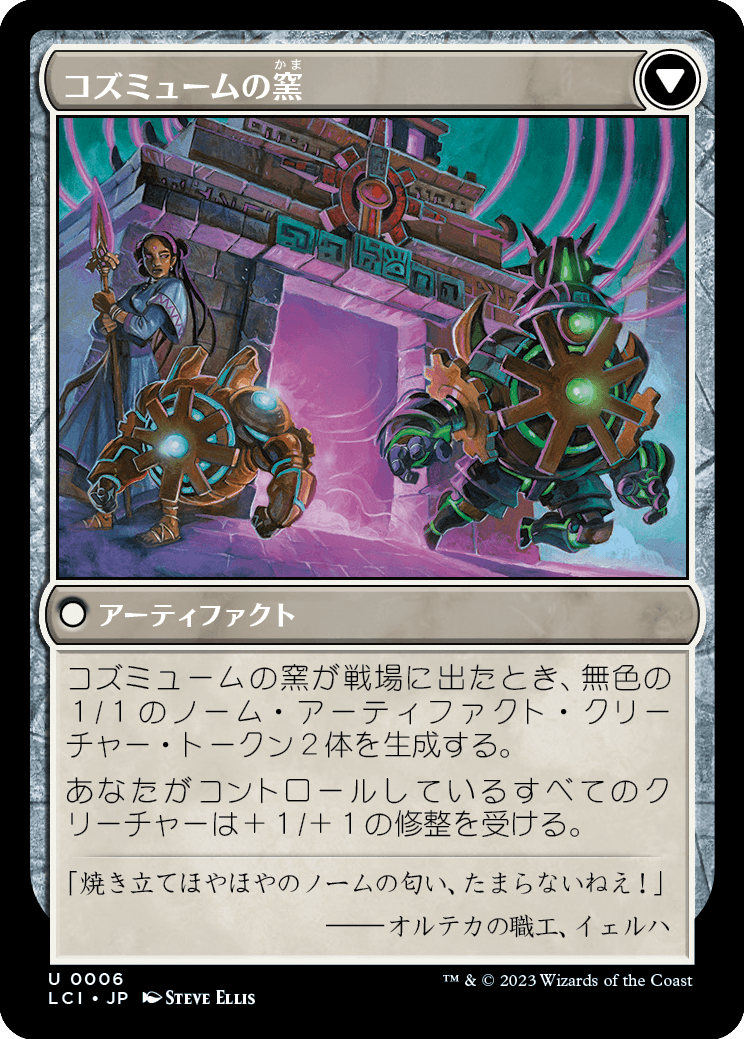 コズミュームの窯
かま
アーティファクト
コズミュームの窯が戦場に出たとき、無色の
1/1のノーム・アーティファクト・クリー
チャー・トークン2体を生成する。
あなたがコントロールしているすべてのク
リーチャーは+1/+1の修整を受ける。
「焼き立てほやほやのノームの匂い、たまらないねえ!」
――オルテカの職工、イェルハ
U 0006
LCI • JP Steve Ellis
™ & © 2023 Wizards of the Coast